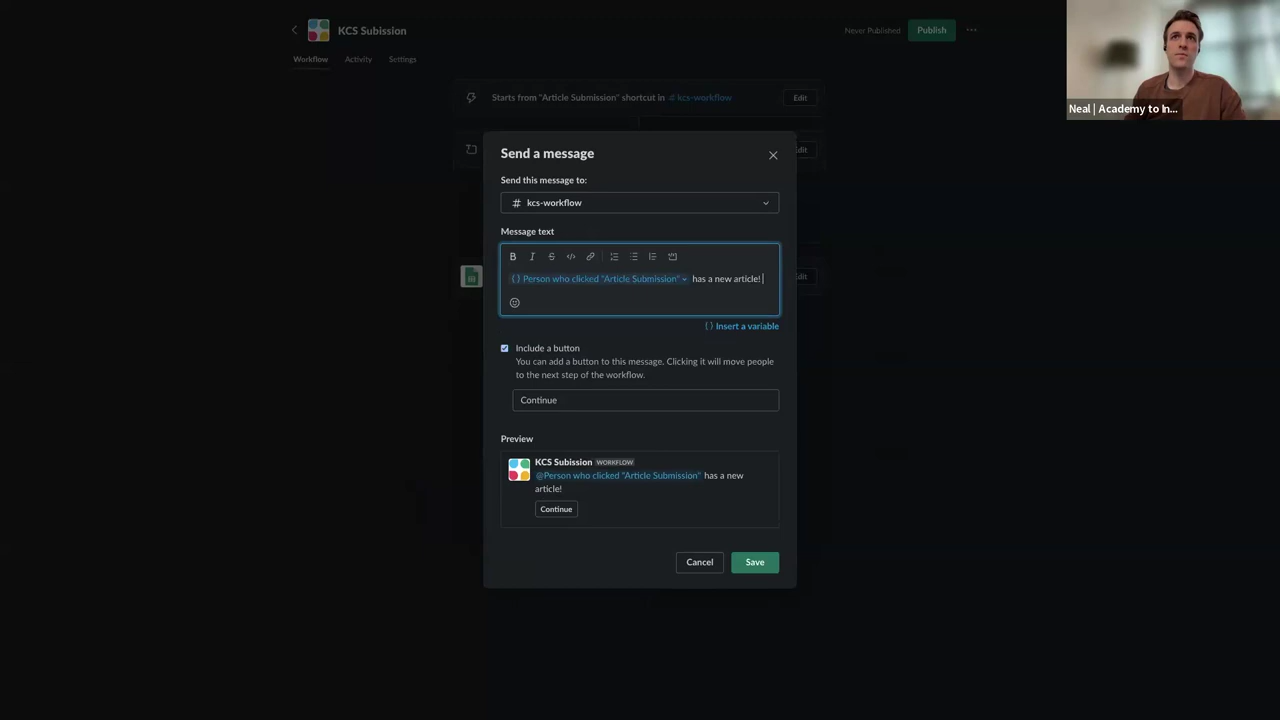 KCS Subission
Never Published
Publish
Workflow
Activity
Settings
Starts from "Article Submission" shortcut in # kcs-workflow
Edit
Neal | Academy to In...
Send a message
Send this message to:
# kcs-workflow
Message text
{} Person who clicked "Article Submission" has a new article!
{} Insert a variable
Include a button
You can add a button to this message. Clicking it will move people
to the next step of the workflow.
Continue
Preview
KCS Subission WORKFLOW
@Person who clicked "Article Submission" has a new
article!
Continue
Cancel
Save